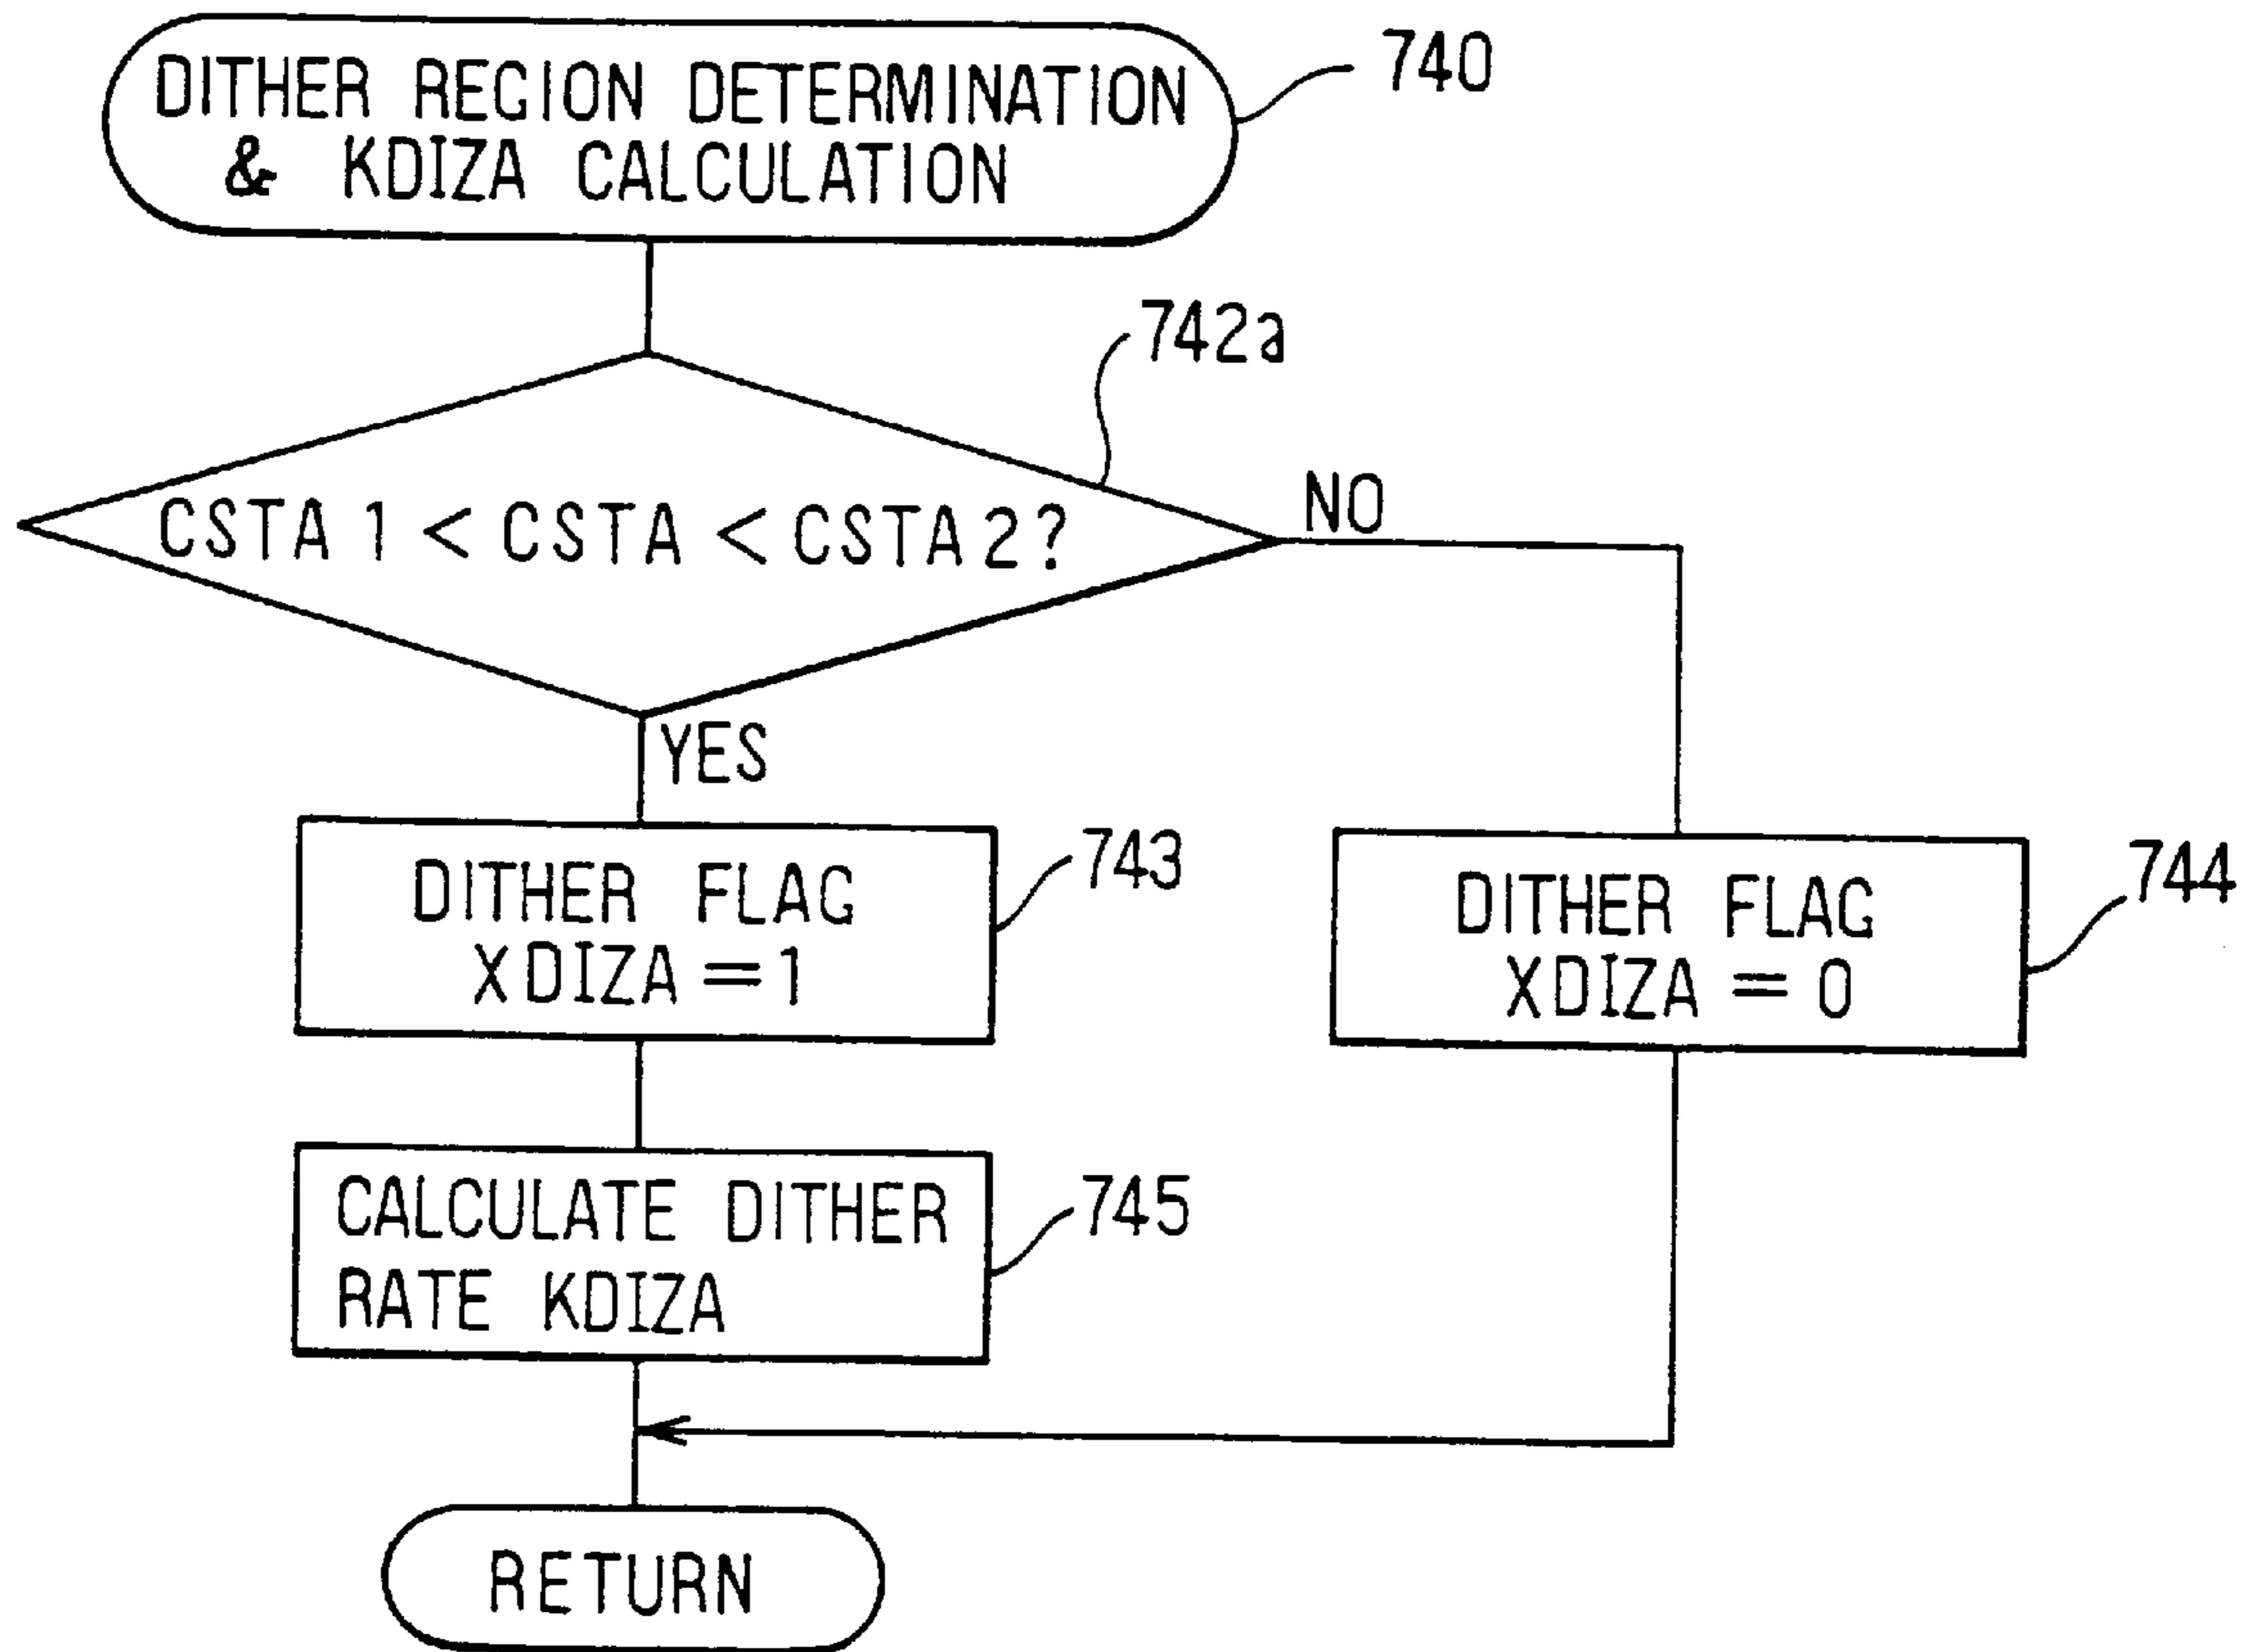 DITHER REGION DETERMINATION
& KDIZA CALCULATION
740
742a
CSTA 1 < CSTA < CSTA 2?
NO
YES
DITHER FLAG
XDIZA = 1
743
DITHER FLAG
XDIZA = 0
744
CALCULATE DITHER
RATE KDIZA
745
RETURN